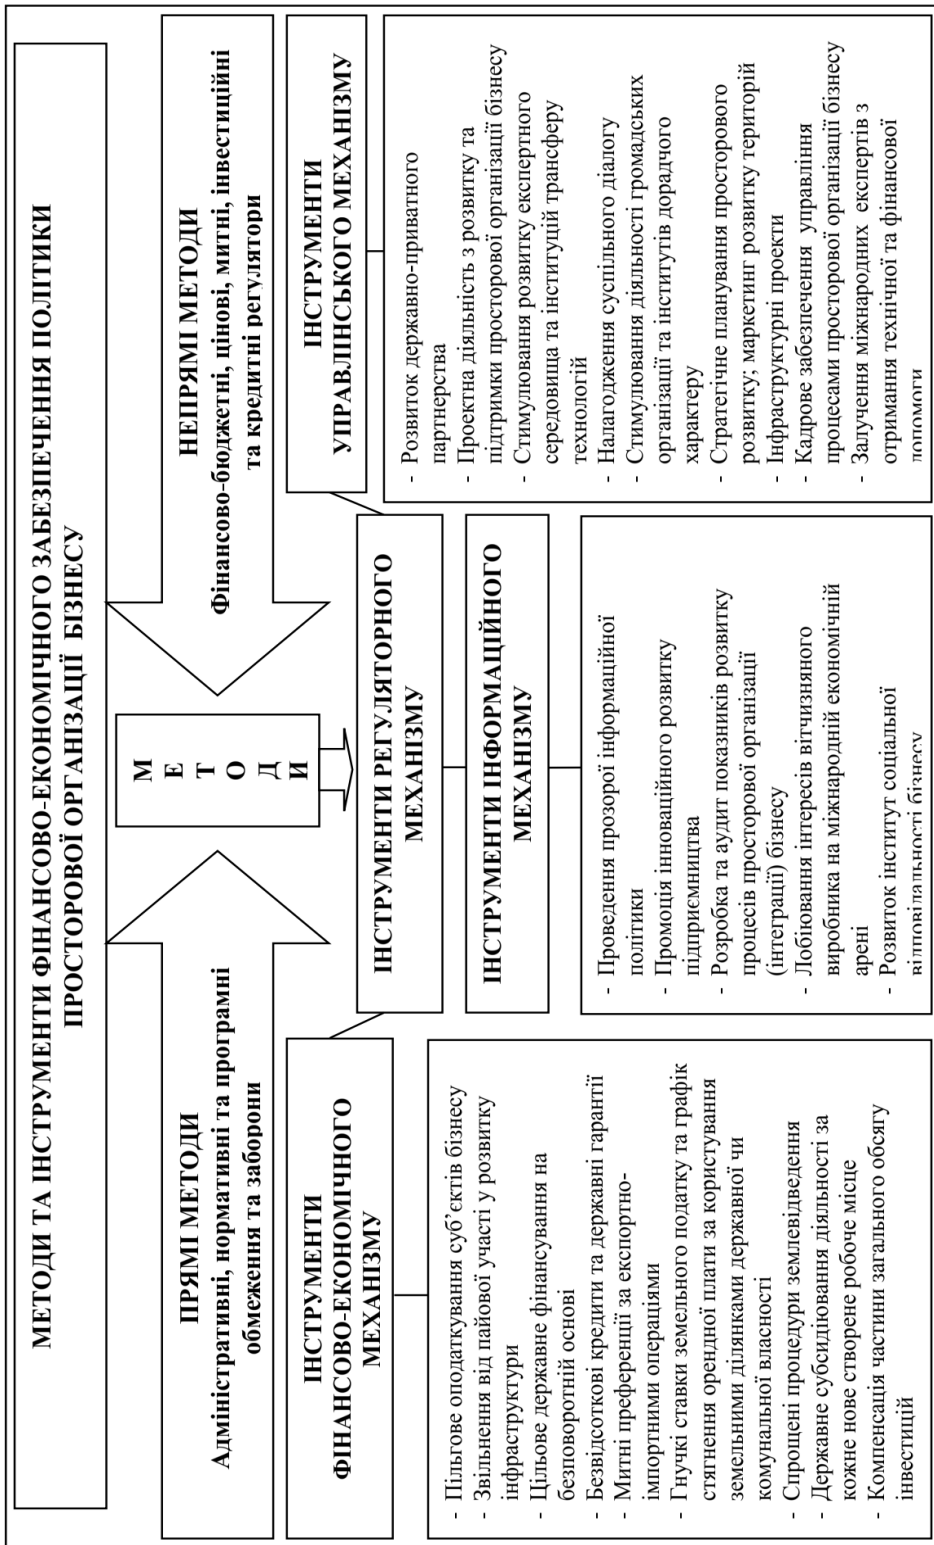 МЕТОДИ ТА ІНСТРУМЕНТИ ФІНАНСОВО-ЕКОНОМІЧНОГО ЗАБЕЗПЕЧЕННЯ ПОЛІТИКИ
ПРОСТОРОВОЇ ОРГАНІЗАЦІЇ БІЗНЕСУ
ПРЯМІ МЕТОДИ
Адміністративні, нормативні та програмні
обмеження та заборони
М
Е
Т
О
Д
И
НЕПРЯМІ МЕТОДИ
Фінансово-бюджетні, цінові, митні, інвестиційні
та кредитні регулятори
ІНСТРУМЕНТИ
ФІНАНСОВО-ЕКОНОМІЧНОГО
МЕХАНІЗМУ
- Пільгове оподаткування суб’єктів бізнесу
- Звільнення від пайової участі у розвитку
інфраструктури
- Цільове державне фінансування на
безповоротній основі
- Безвідсоткові кредити та державні гарантії
- Митні преференції за експортно-
імпортними операціями
- Гнучкі ставки земельного податку та графік
стягнення орендної плати за користування
земельними ділянками державної чи
комунальної власності
- Спрощені процедури землевідведення
- Державне субсидіювання діяльності за
кожне нове створене робоче місце
- Компенсація частини загального обсягу
інвестицій
ІНСТРУМЕНТИ РЕГУЛЯТОРНОГО
МЕХАНІЗМУ
ІНСТРУМЕНТИ ІНФОРМАЦІЙНОГО
МЕХАНІЗМУ
- Проведення прозорої інформаційної
політики
- Промоція інноваційного розвитку
підприємництва
- Розробка та аудит показників розвитку
процесів просторової організації
(інтеграції) бізнесу
- Лобіювання інтересів вітчизняного
виробника на міжнародній економічній
арені
- Розвиток інститут соціальної
відповідальності бізнесу
ІНСТРУМЕНТИ
УПРАВЛІНСЬКОГО МЕХАНІЗМУ
- Розвиток державно-приватного
партнерства
- Проектна діяльність з розвитку та
підтримки просторової організації бізнесу
- Стимулювання розвитку експертного
середовища та інституцій трансферу
технологій
- Налагодження суспільного діалогу
- Стимулювання діяльності громадських
організації та інститутів дорадчого
характеру
- Стратегічне планування просторового
розвитку; маркетинг розвитку територій
- Інфраструктурні проекти
- Кадрове забезпечення управління
процесами просторової організації бізнесу
- Залучення міжнародних експертів з
отримання технічної та фінансової
допомоги